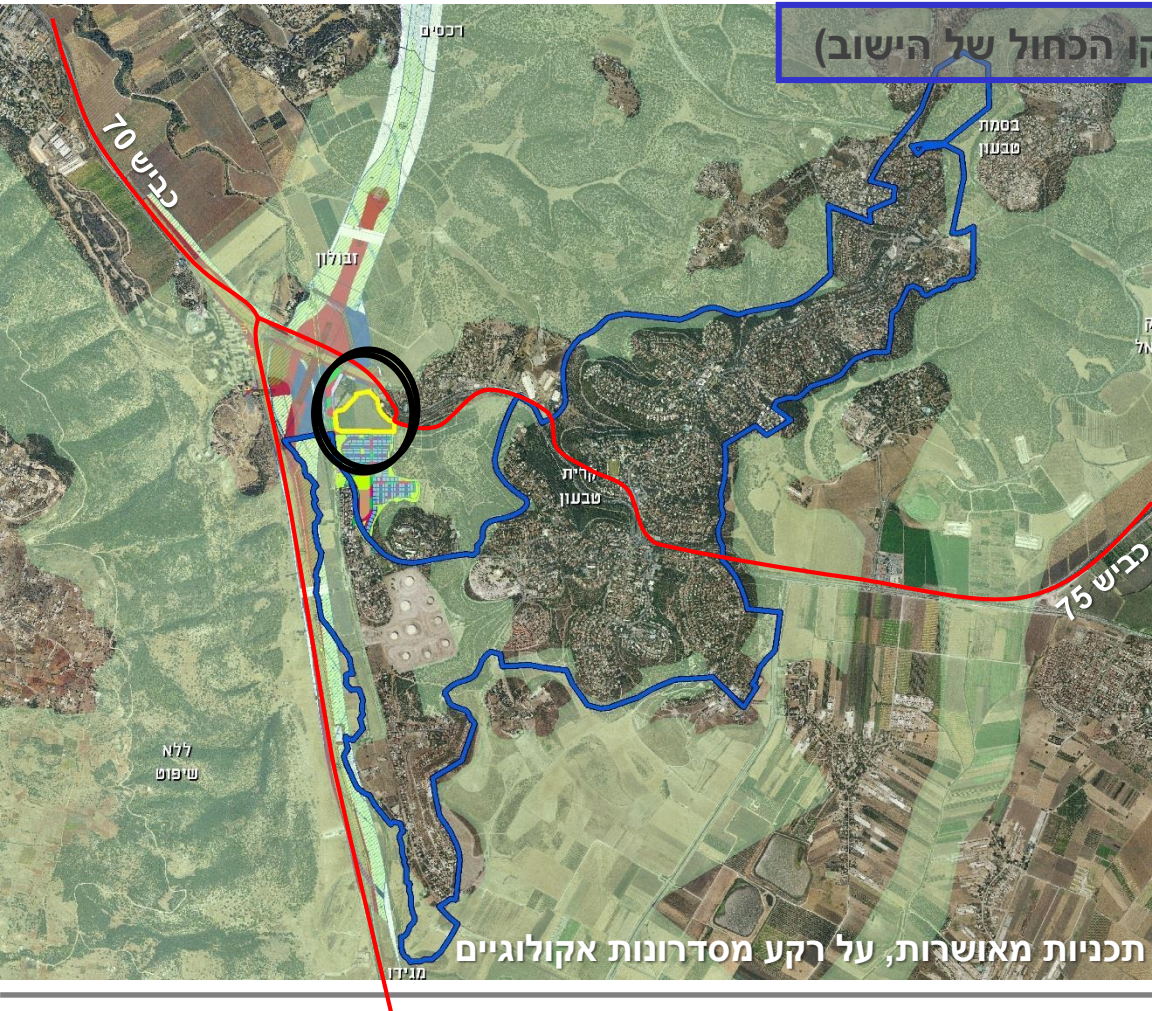 קו הכחול של הישוב)
רכסים
בסמת
טבעון
כביש 70
זבולון
קרית
טבעון
כביש 75
ללא
שיפוט
תכניות מאושרות, על רקע מסדרונות אקולוגיים
מגידו